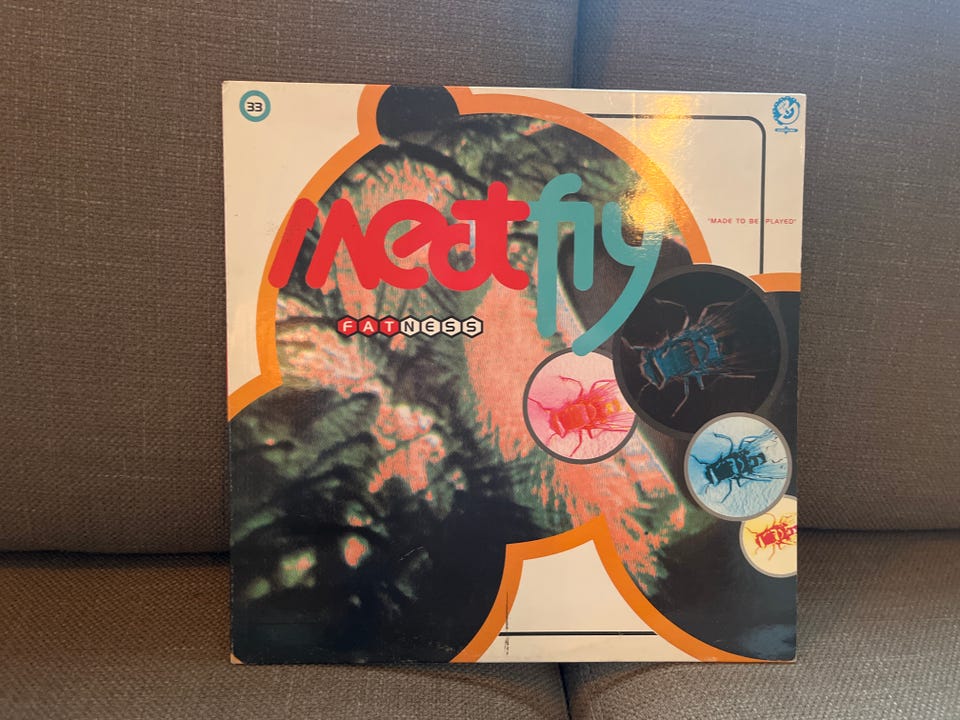 33
"MADE TO BE PLAYED"
meatfly
FATNESS